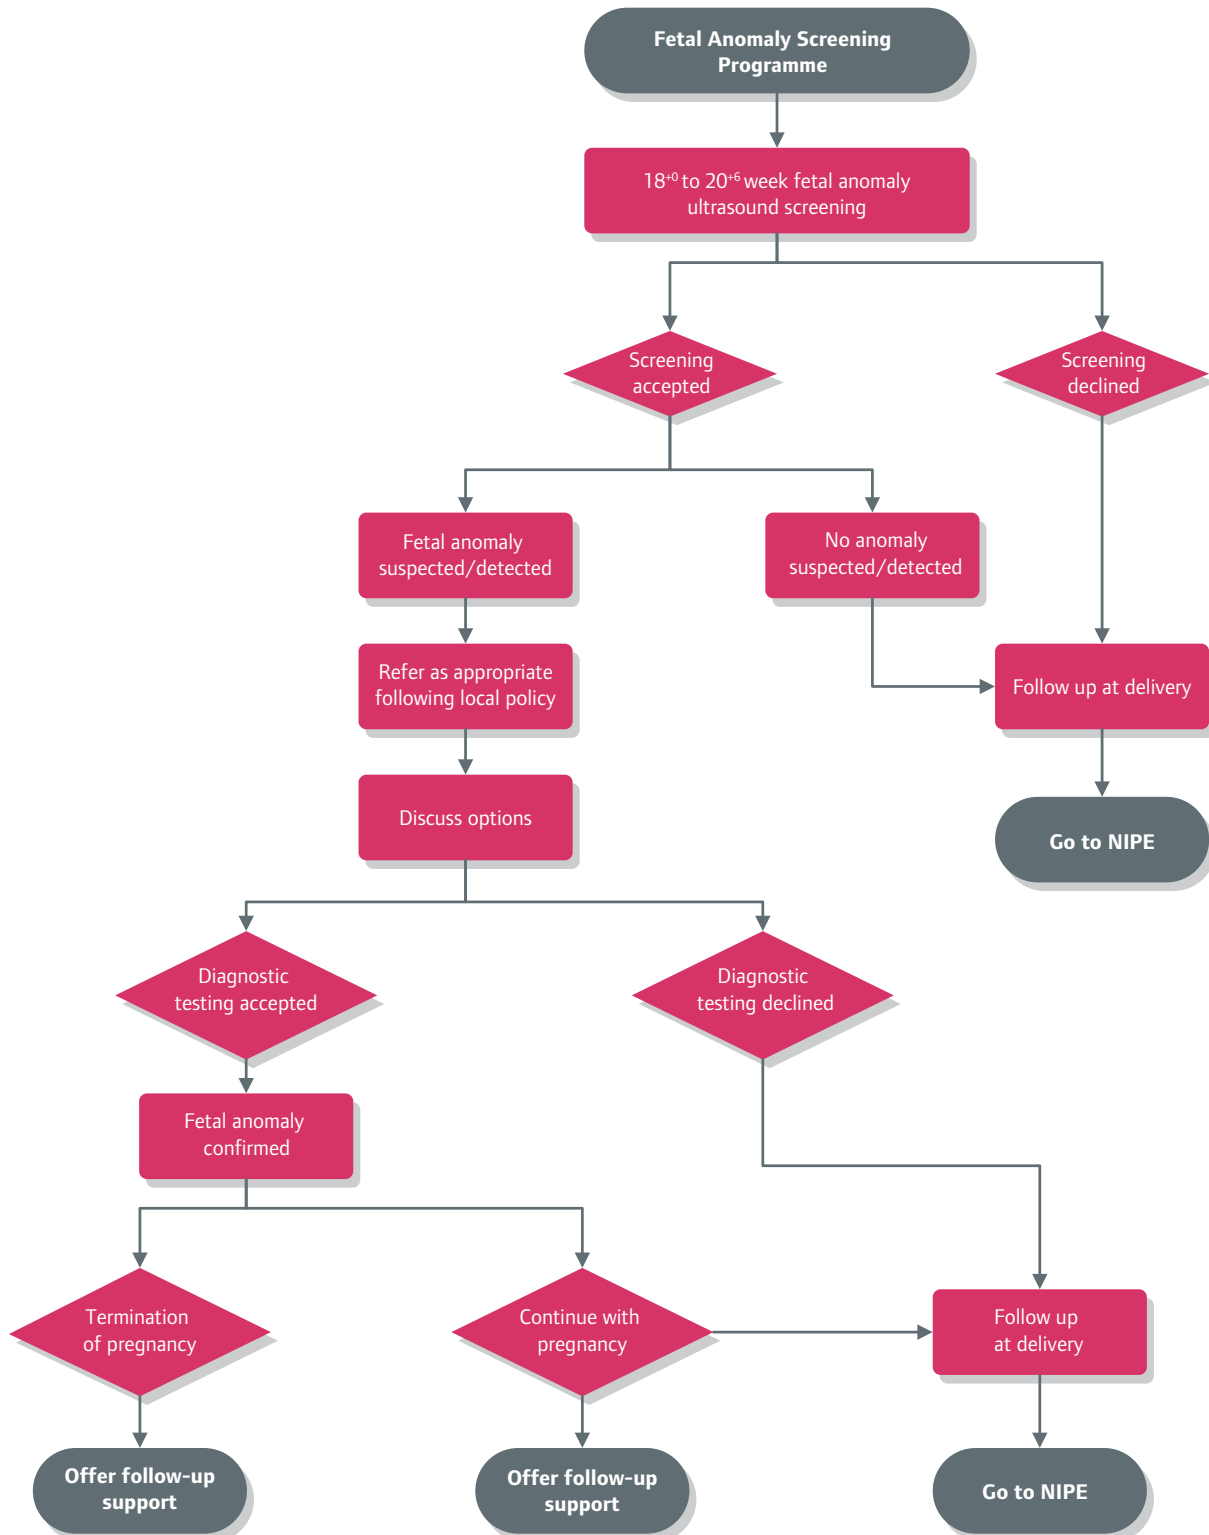 Fetal Anomaly Screening
Programme
18⁺⁰ to 20⁺⁶ week fetal anomaly
ultrasound screening
Screening
accepted
Screening
declined
Fetal anomaly
suspected/detected
No anomaly
suspected/detected
Refer as appropriate
following local policy
Follow up at delivery
Discuss options
Go to NIPE
Diagnostic
testing accepted
Diagnostic
testing declined
Fetal anomaly
confirmed
Termination
of pregnancy
Continue with
pregnancy
Follow up
at delivery
Offer follow-up
support
Offer follow-up
support
Go to NIPE